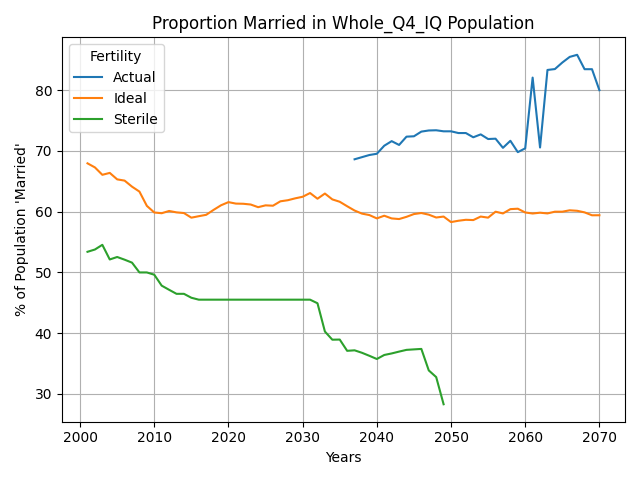 Proportion Married in Whole_Q4_IQ Population
% of Population 'Married'
Fertility
Actual
Ideal
Sterile
80
70
60
50
40
30
2000 2010 2020 2030 2040 2050 2060 2070
Years